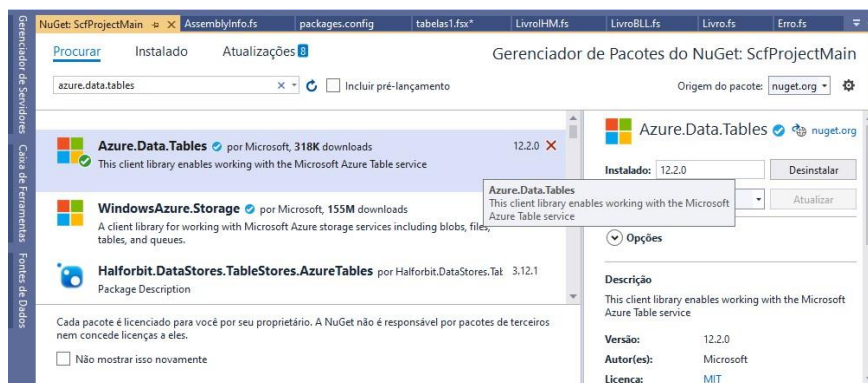 NuGet: ScfProjectMain
AssemblyInfo.fs
packages.config
tabelas1.fsx*
LivroIHM.fs
LivroBLL.fs
Livro.fs
Erro.fs
Gerenciador de Servidores
Caixa de Ferramentas
Fontes de Dados
Procurar
Instalado
Atualizações 8
Gerenciador de Pacotes do NuGet: ScfProjectMain
azure.data.tables
Incluir pré-lançamento
Origem do pacote: nuget.org
Azure.Data.Tables por Microsoft, 318K downloads
12.2.0
This client library enables working with the Microsoft Azure Table service
WindowsAzure.Storage por Microsoft, 155M downloads
A client library for working with Microsoft Azure storage services including blobs, files,
tables, and queues.
Halforbit.DataStores.TableStores.AzureTables por Halforbit.DataStores.Tal
3.12.1
Package Description
Cada pacote é licenciado para você por seu proprietário. A NuGet não é responsável por pacotes de terceiros
nem concede licenças a eles.
Não mostrar isso novamente
Azure.Data.Tables
This client library enables working with the Microsoft
Azure Table service
Azure.Data.Tables
nuget.org
Instalado: 12.2.0
Desinstalar
Atualizar
Opções
Descrição
This client library enables working with the Microsoft
Azure Table service
Versão: 12.2.0
Autor(es): Microsoft
Licença: MIT